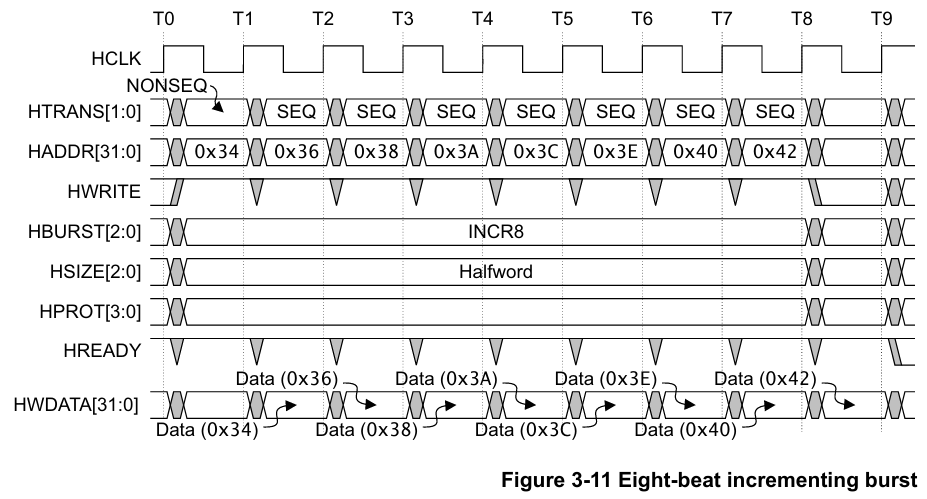 T0 T1 T2 T3 T4 T5 T6 T7 T8 T9
HCLK
NONSEQ
HTRANS[1:0] SEQ SEQ SEQ SEQ SEQ SEQ SEQ
HADDR[31:0] 0x34 0x36 0x38 0x3A 0x3C 0x3E 0x40 0x42
HWRITE
HBURST[2:0] INCR8
HSIZE[2:0] Halfword
HPROT[3:0]
HREADY
Data (0x36) Data (0x3A) Data (0x3E) Data (0x42)
HWDATA[31:0]
Data (0x34) Data (0x38) Data (0x3C) Data (0x40)
Figure 3-11 Eight-beat incrementing burst